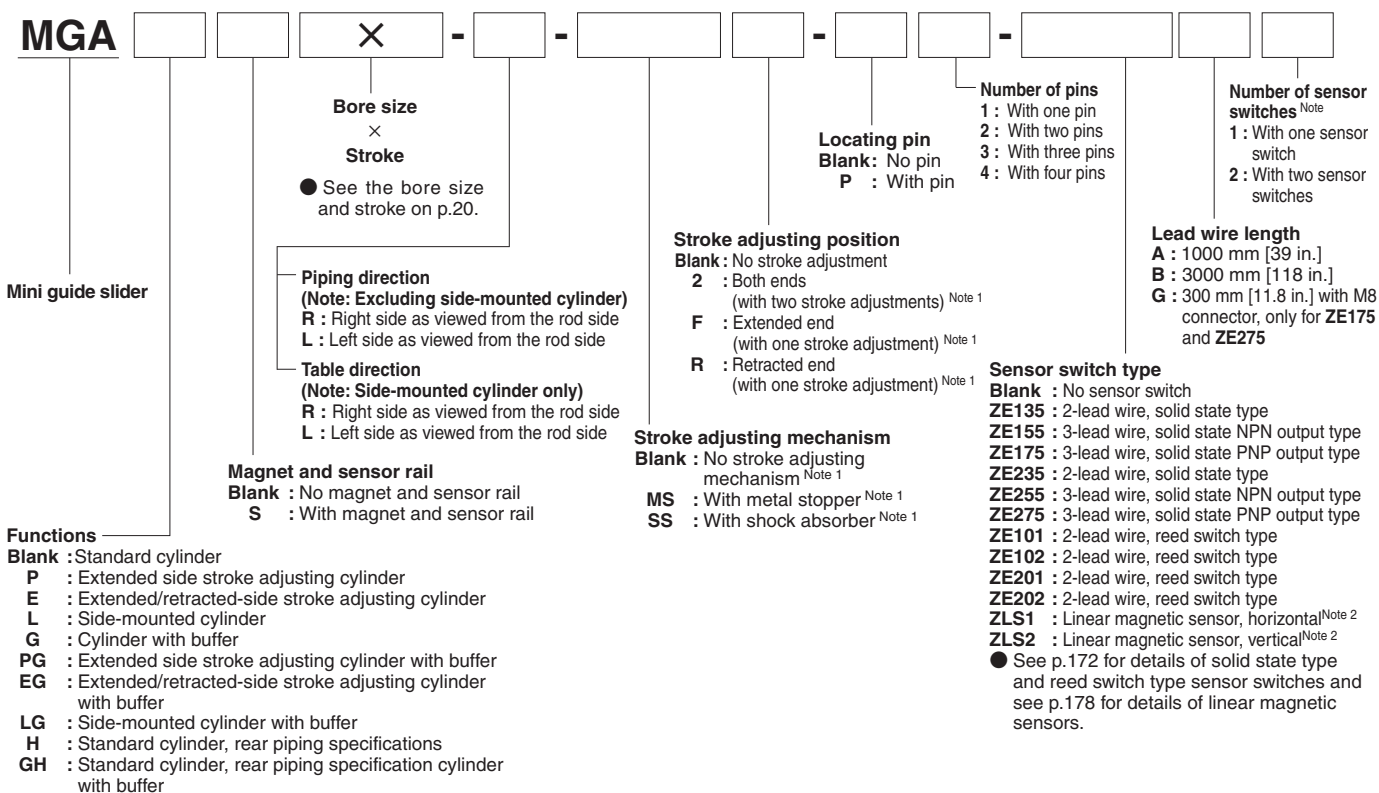 MGA × - - - -
Bore size
×
Stroke
● See the bore size
and stroke on p.20.
Number of pins
1 : With one pin
2 : With two pins
3 : With three pins
4 : With four pins
Number of sensor
switches Note
1 : With one sensor
switch
2 : With two sensor
switches
Locating pin
Blank : No pin
P : With pin
Lead wire length
A : 1000 mm [39 in.]
B : 3000 mm [118 in.]
G : 300 mm [11.8 in.] with M8
connector, only for ZE175
and ZE275
Mini guide slider
Piping direction
(Note: Excluding side-mounted cylinder)
R : Right side as viewed from the rod side
L : Left side as viewed from the rod side
Table direction
(Note: Side-mounted cylinder only)
R : Right side as viewed from the rod side
L : Left side as viewed from the rod side
Stroke adjusting position
Blank : No stroke adjustment
2 : Both ends
(with two stroke adjustments) Note 1
F : Extended end
(with one stroke adjustment) Note 1
R : Retracted end
(with one stroke adjustment) Note 1
Sensor switch type
Blank : No sensor switch
ZE135 : 2-lead wire, solid state type
ZE155 : 3-lead wire, solid state NPN output type
ZE175 : 3-lead wire, solid state PNP output type
ZE235 : 2-lead wire, solid state type
ZE255 : 3-lead wire, solid state NPN output type
ZE275 : 3-lead wire, solid state PNP output type
ZE101 : 2-lead wire, reed switch type
ZE102 : 2-lead wire, reed switch type
ZE201 : 2-lead wire, reed switch type
ZE202 : 2-lead wire, reed switch type
ZLS1 : Linear magnetic sensor, horizontal Note 2
ZLS2 : Linear magnetic sensor, vertical Note 2
● See p.172 for details of solid state type
and reed switch type sensor switches and
see p.178 for details of linear magnetic
sensors.
Stroke adjusting mechanism
Blank : No stroke adjusting
mechanism Note 1
MS : With metal stopper Note 1
SS : With shock absorber Note 1
Magnet and sensor rail
Blank : No magnet and sensor rail
S : With magnet and sensor rail
Functions
Blank : Standard cylinder
P : Extended side stroke adjusting cylinder
E : Extended/retracted-side stroke adjusting cylinder
L : Side-mounted cylinder
G : Cylinder with buffer
PG : Extended side stroke adjusting cylinder with buffer
EG : Extended/retracted-side stroke adjusting cylinder
with buffer
LG : Side-mounted cylinder with buffer
H : Standard cylinder, rear piping specifications
GH : Standard cylinder, rear piping specification cylinder
with buffer